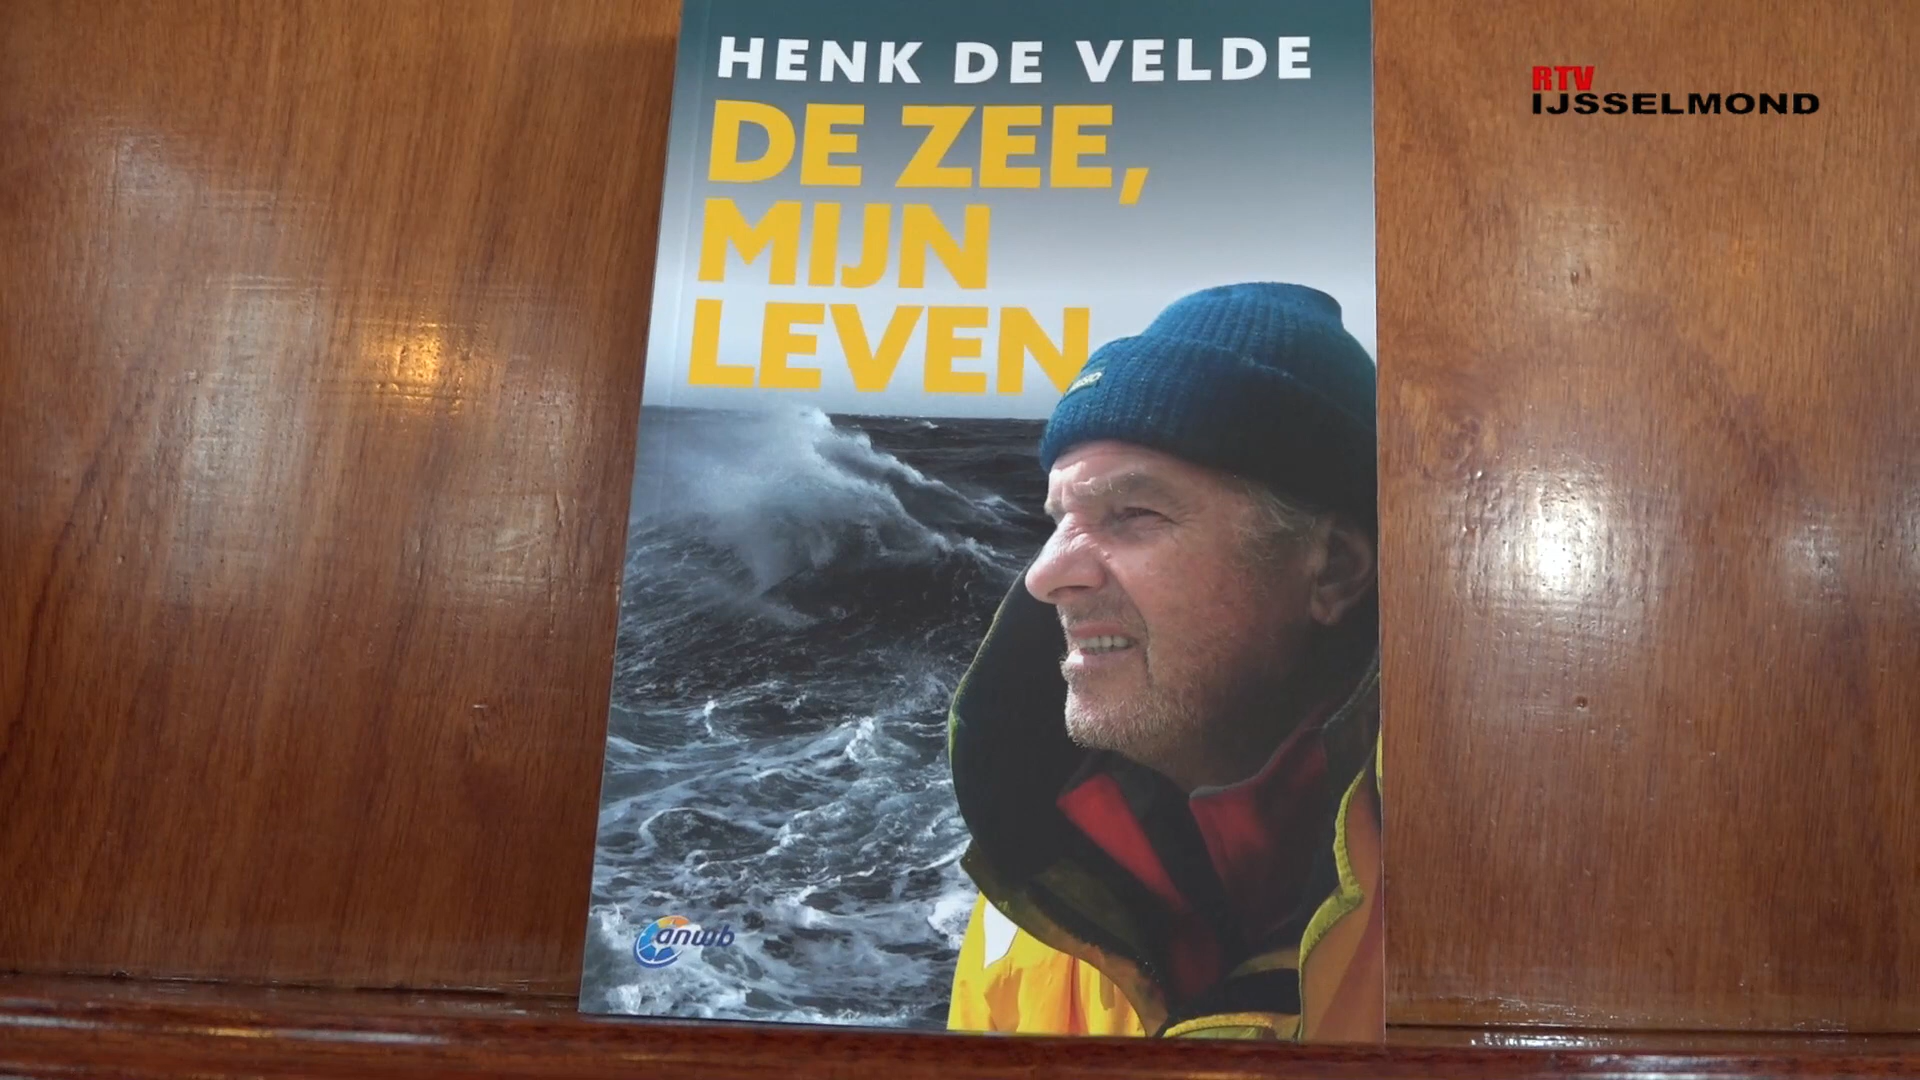 HENK DE VELDE
DE ZEE,
MIJN
LEVEN
anwb
RTV
IJSSELMOND